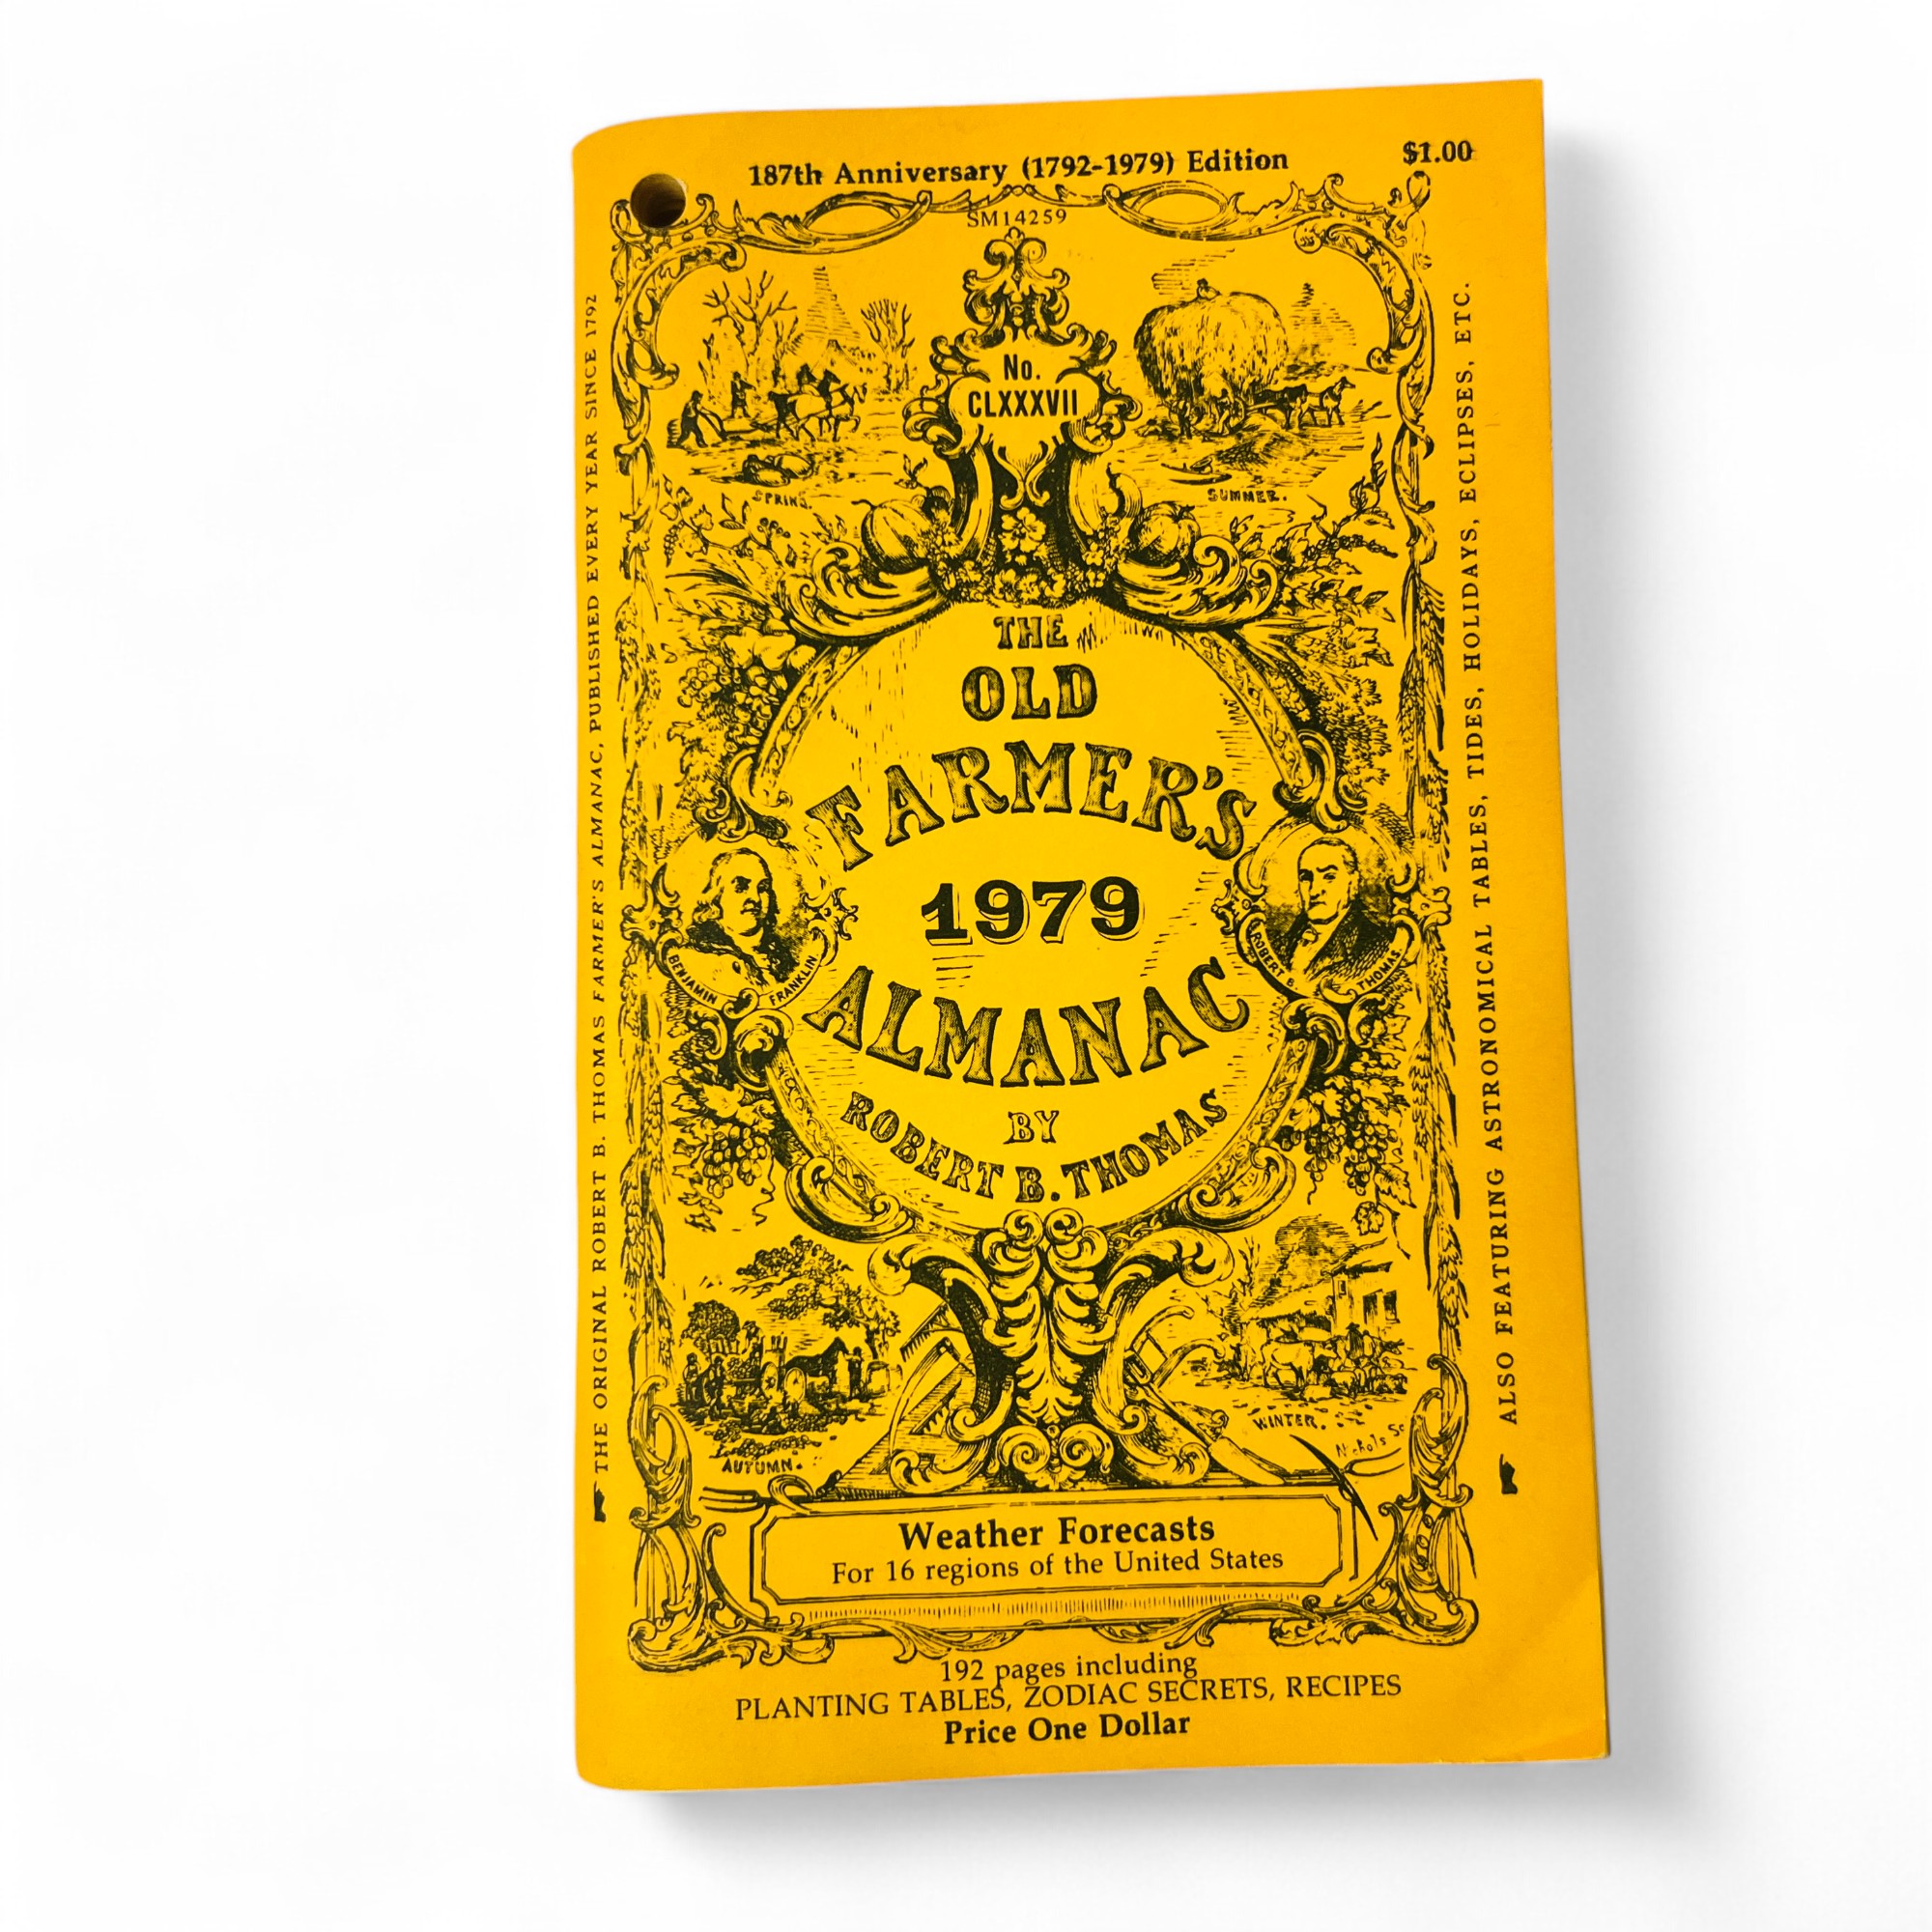 187th Anniversary (1792-1979) Edition
$1.00
SM14259
No.
CLXXXVII
SPRING.
SUMMER.
THE ORIGINAL ROBERT B. THOMAS FARMER'S ALMANAC, PUBLISHED EVERY YEAR SINCE 1792
ALSO FEATURING ASTRONOMICAL TABLES, TIDES, HOLIDAYS, ECLIPSES, ETC.
THE
OLD
FARMER'S
1979
ALMANAC
BY
ROBERT B. THOMAS
BENJAMIN FRANKLIN
ROBERT B. THOMAS
AUTUMN.
WINTER.
Nichols Sc
Weather Forecasts
For 16 regions of the United States
192 pages including
PLANTING TABLES, ZODIAC SECRETS, RECIPES
Price One Dollar